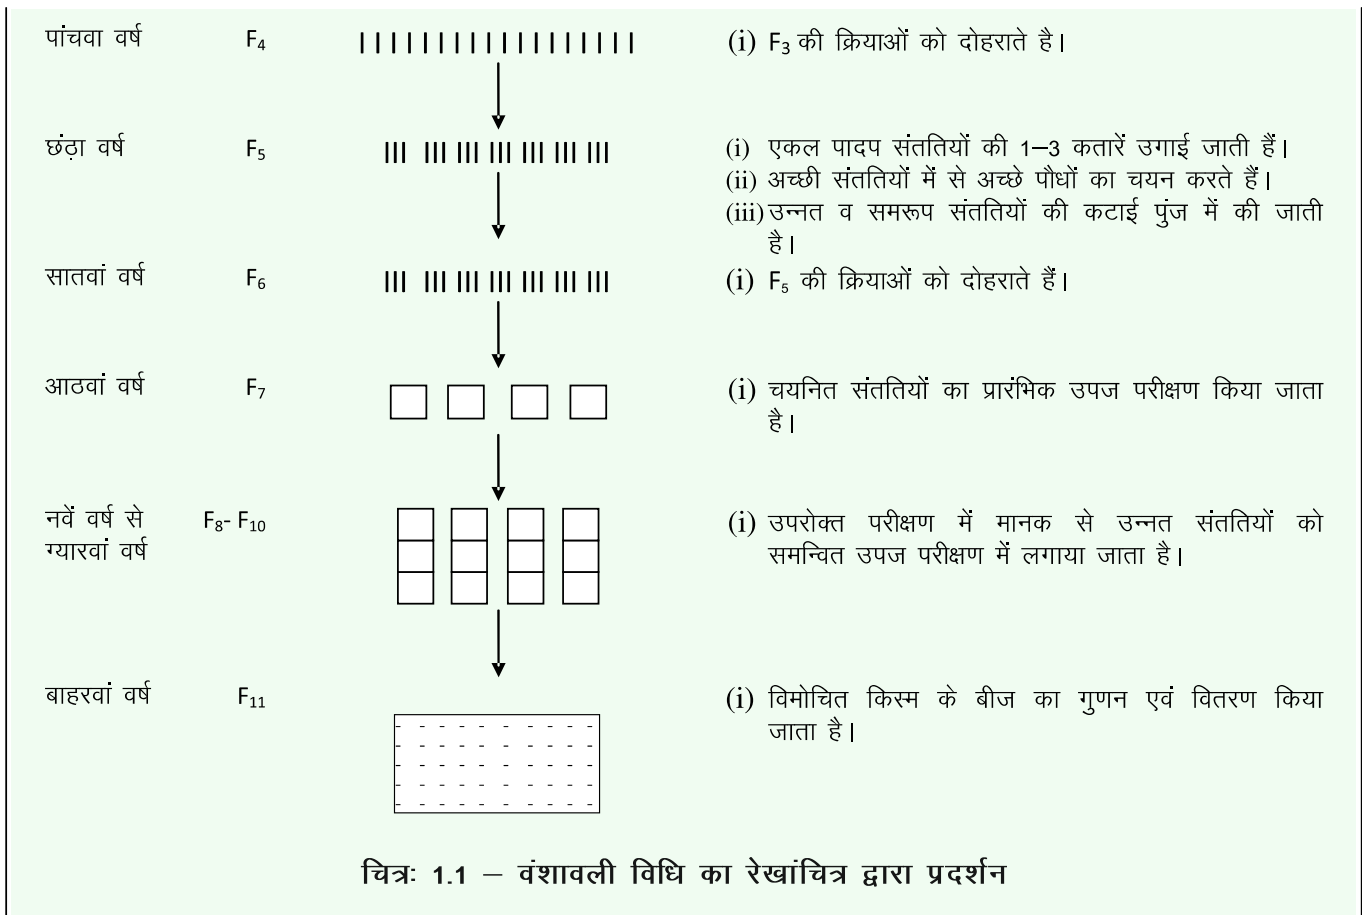 पांचवा वर्ष F₄ (i) F₃ की क्रियाओं को दोहराते है।
छंठ़ा वर्ष F₅ (i) एकल पादप संततियों की 1–3 कतारें उगाई जाती हैं।
(ii) अच्छी संततियों में से अच्छे पौधों का चयन करते हैं।
(iii) उन्नत व समरूप संततियों की कटाई पुंज में की जाती
है।
सातवां वर्ष F₆ (i) F₅ की क्रियाओं को दोहराते हैं।
आठवां वर्ष F₇ (i) चयनित संततियों का प्रारंभिक उपज परीक्षण किया जाता
है।
नवें वर्ष से F₈- F₁₀ (i) उपरोक्त परीक्षण में मानक से उन्नत संततियों को
ग्यारवां वर्ष समन्वित उपज परीक्षण में लगाया जाता है।
बाहरवां वर्ष F₁₁ (i) विमोचित किस्म के बीज का गुणन एवं वितरण किया
जाता है।
चित्रः 1.1 – वंशावली विधि का रेखांचित्र द्वारा प्रदर्शन